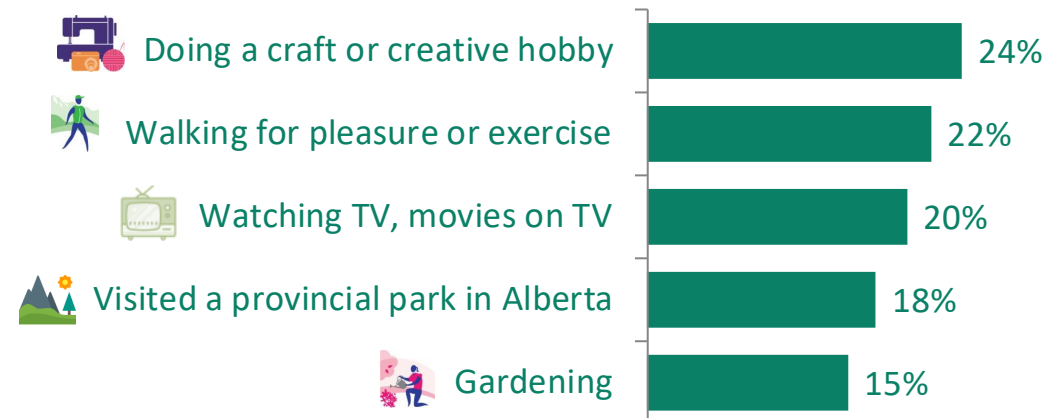 Doing a craft or creative hobby 24%
Walking for pleasure or exercise 22%
Watching TV, movies on TV 20%
Visited a provincial park in Alberta 18%
Gardening 15%